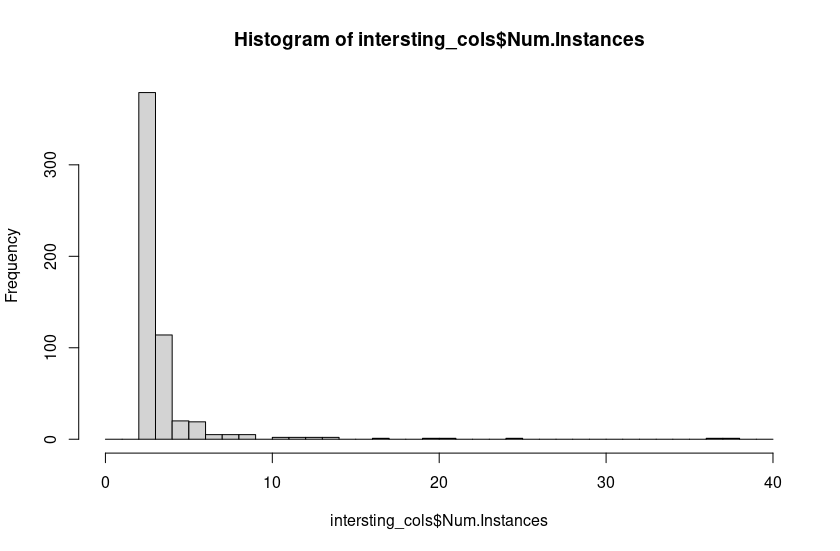 Histogram of intersting_cols$Num.Instances
Frequency
300
200
100
0
0 10 20 30 40
intersting_cols$Num.Instances